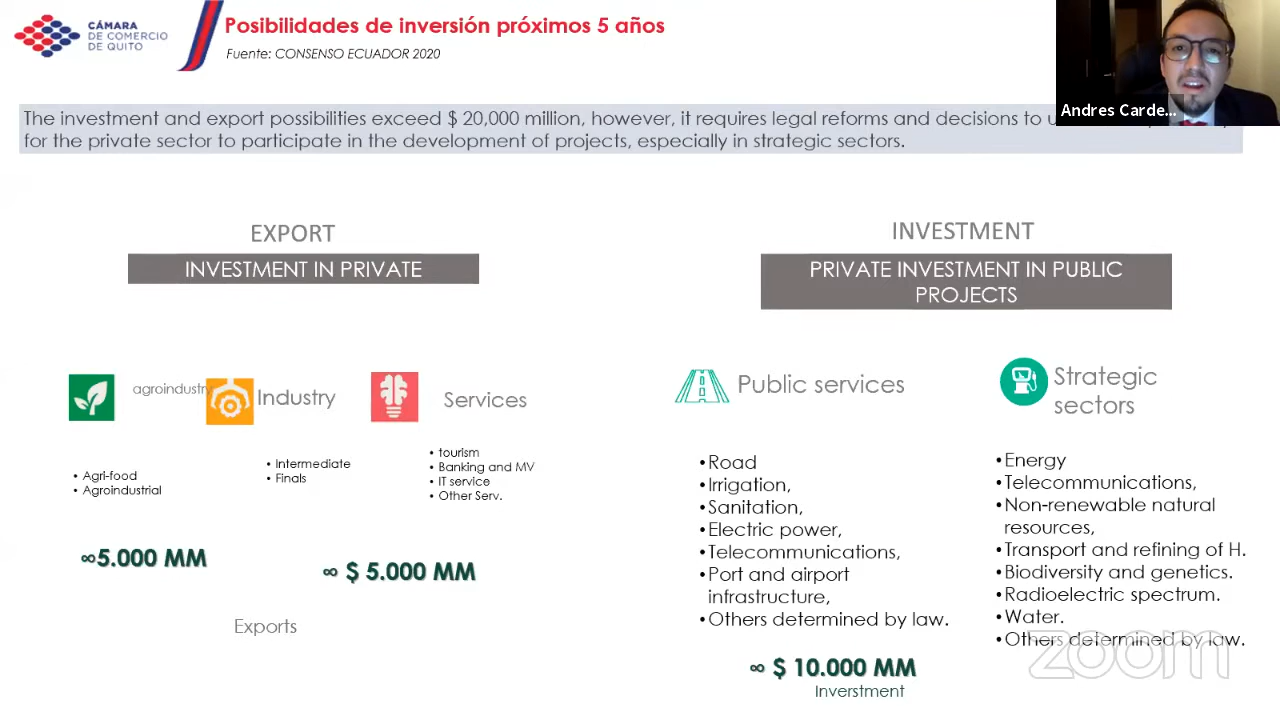 CÁMARA
DE COMERCIO
DE QUITO
Posibilidades de inversión próximos 5 años
Fuente: CONSENSO ECUADOR 2020
Andres Carde...
The investment and export possibilities exceed $ 20,000 million, however, it requires legal reforms and decisions to
for the private sector to participate in the development of projects, especially in strategic sectors.
EXPORT
INVESTMENT IN PRIVATE
INVESTMENT
PRIVATE INVESTMENT IN PUBLIC
PROJECTS
agroindustry
Industry
Services
Public services
Strategic
sectors
• Agri-food
• Agroindustrial
• Intermediate
• Finals
• tourism
• Banking and MV
• IT service
• Other Serv.
∞5.000 MM
∞ $ 5.000 MM
Exports
• Road
• Irrigation,
• Sanitation,
• Electric power,
• Telecommunications,
• Port and airport
infrastructure,
• Others determined by law.
∞ $ 10.000 MM
Inverstment
• Energy
• Telecommunications,
• Non-renewable natural
resources,
• Transport and refining of H.
• Biodiversity and genetics.
• Radioelectric spectrum.
• Water.
• Others determined by law.
zoom